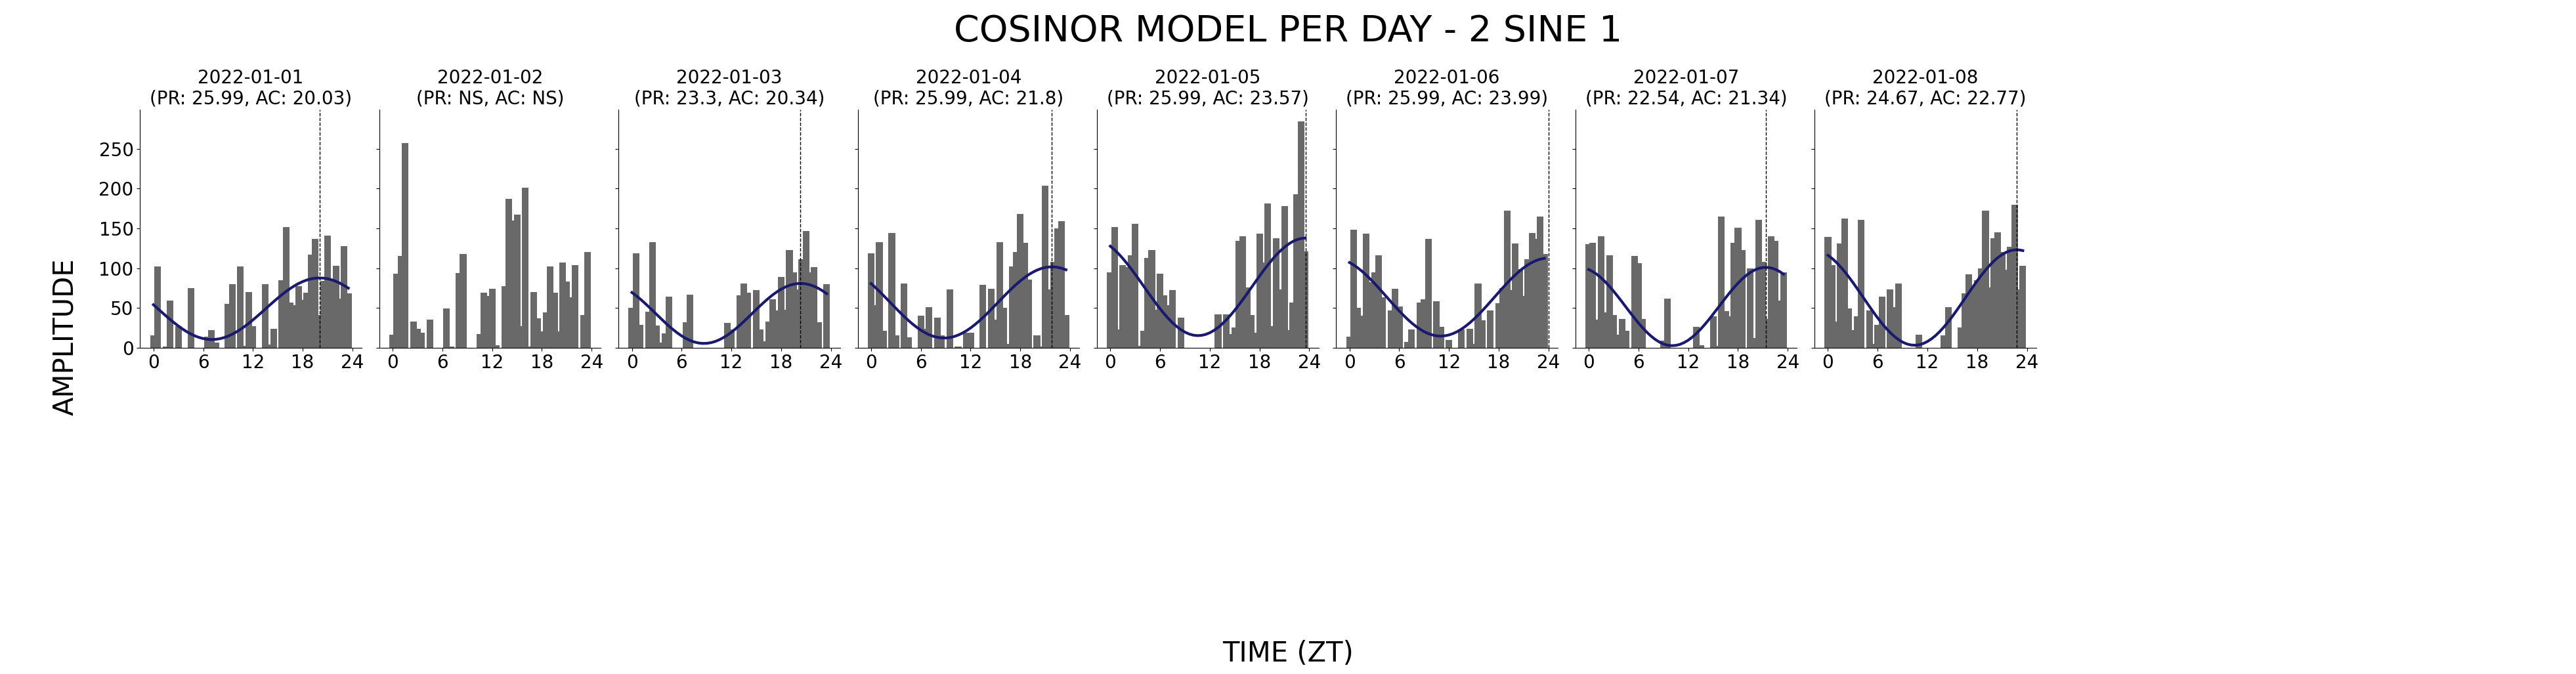 COSINOR MODEL PER DAY - 2 SINE 1
2022-01-01
(PR: 25.99, AC: 20.03)
2022-01-02
(PR: NS, AC: NS)
2022-01-03
(PR: 23.3, AC: 20.34)
2022-01-04
(PR: 25.99, AC: 21.8)
2022-01-05
(PR: 25.99, AC: 23.57)
2022-01-06
(PR: 25.99, AC: 23.99)
2022-01-07
(PR: 22.54, AC: 21.34)
2022-01-08
(PR: 24.67, AC: 22.77)
250
200
150
100
50
0
0 6 12 18 24
0 6 12 18 24
0 6 12 18 24
0 6 12 18 24
0 6 12 18 24
0 6 12 18 24
0 6 12 18 24
0 6 12 18 24
AMPLITUDE
TIME (ZT)